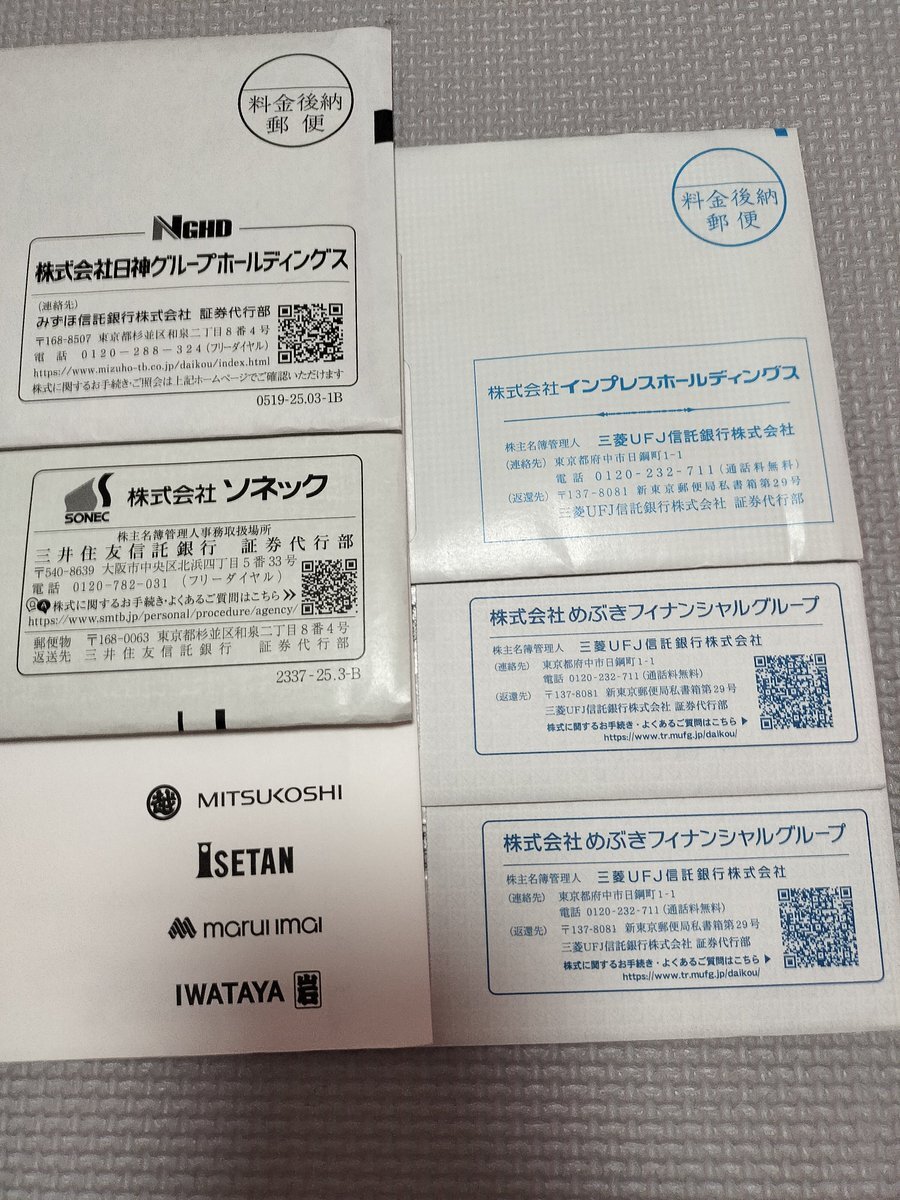 料金後納
郵便
NGHD
株式会社日神グループホールディングス
(連絡先)
みずほ信託銀行株式会社 証券代行部
〒168-8507 東京都杉並区和泉二丁目8番4号
電話 0120-288-324(フリーダイヤル)
https://www.mizuho-tb.co.jp/daikou/index.html
株式に関するお手続き・ご照会は上記ホームページでご確認いただけます
0519-25.03-1B
SONEC
株式会社 ソネック
株主名簿管理人事務取扱場所
三井住友信託銀行 証券代行部
〒540-8639 大阪市中央区北浜四丁目5番33号
電話 0120-782-031 (フリーダイヤル)
QA 株式に関するお手続き・よくあるご質問はこちら
https://www.smtb.jp/personal/procedure/agency/
郵便物 〒168-0063 東京都杉並区和泉二丁目8番4号
返送先 三井住友信託銀行 証券代行部
2337-25.3-B
越 MITSUKOSHI
ISETAN
marui imai
IWATAYA 岩
料金後納
郵便
株式会社インプレスホールディングス
株主名簿管理人 三菱UFJ信託銀行株式会社
(連絡先) 東京都府中市日鋼町1-1
電話 0120-232-711(通話料無料)
(返還先) 〒137-8081 新東京郵便局私書箱第29号
三菱UFJ信託銀行株式会社 証券代行部
株式会社めぶきフィナンシャルグループ
株主名簿管理人 三菱UFJ信託銀行株式会社
(連絡先) 東京都府中市日鋼町1-1
電話 0120-232-711(通話料無料)
(返還先) 〒137-8081 新東京郵便局私書箱第29号
三菱UFJ信託銀行株式会社 証券代行部
株式に関するお手続き・よくあるご質問はこちら▶
https://www.tr.mufg.jp/daikou/
株式会社めぶきフィナンシャルグループ
株主名簿管理人 三菱UFJ信託銀行株式会社
(連絡先) 東京都府中市日鋼町1-1
電話 0120-232-711(通話料無料)
(返還先) 〒137-8081 新東京郵便局私書箱第29号
三菱UFJ信託銀行株式会社 証券代行部
株式に関するお手続き・よくあるご質問はこちら▶
https://www.tr.mufg.jp/daikou/